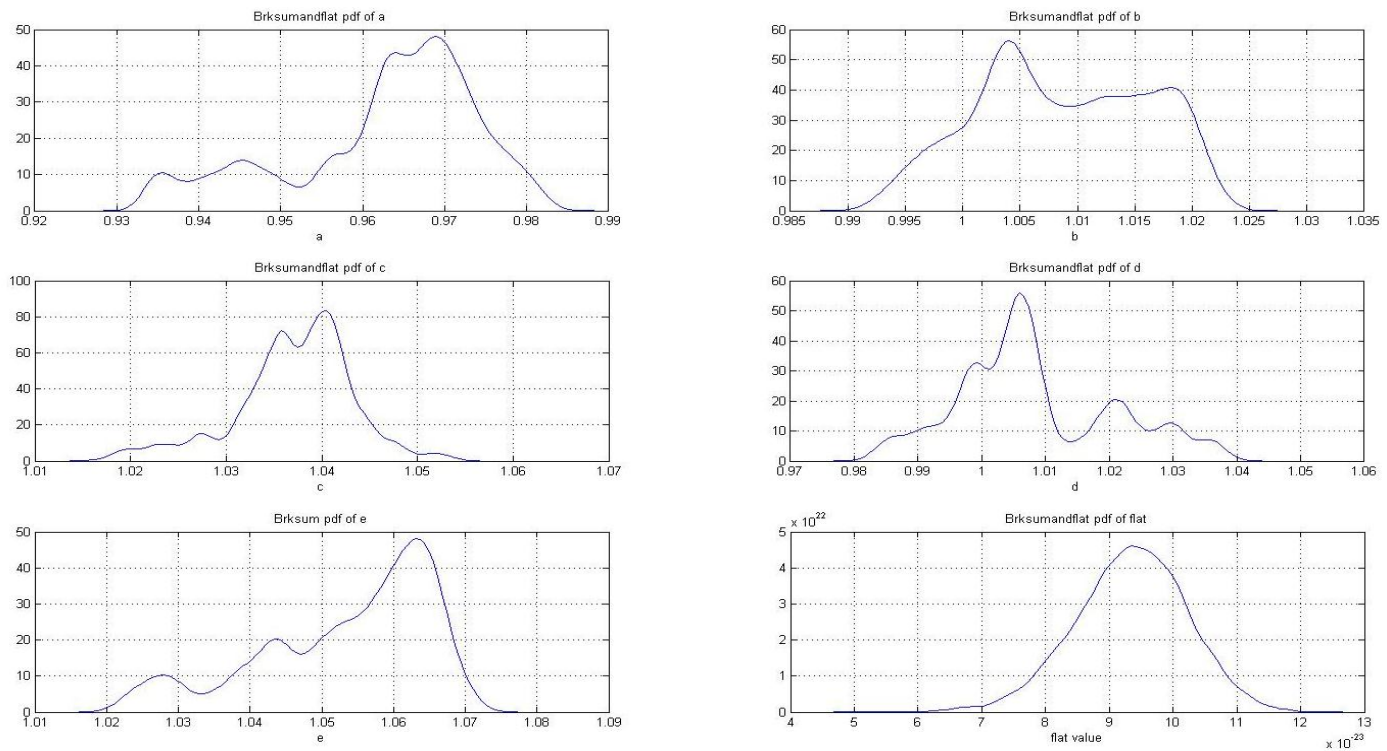 Brksumandflat pdf of a
50
40
30
20
10
0
0.92 0.93 0.94 0.95 0.96 0.97 0.98 0.99
a
Brksumandflat pdf of b
60
50
40
30
20
10
0
0.985 0.99 0.995 1 1.005 1.01 1.015 1.02 1.025 1.03 1.035
b
Brksumandflat pdf of c
100
80
60
40
20
0
1.01 1.02 1.03 1.04 1.05 1.06 1.07
c
Brksumandflat pdf of d
60
50
40
30
20
10
0
0.97 0.98 0.99 1 1.01 1.02 1.03 1.04 1.05 1.06
d
Brksum pdf of e
50
40
30
20
10
0
1.01 1.02 1.03 1.04 1.05 1.06 1.07 1.08 1.09
e
Brksumandflat pdf of flat
x 10^22
5
4
3
2
1
0
4 5 6 7 8 9 10 11 12 13
flat value
x 10^-23